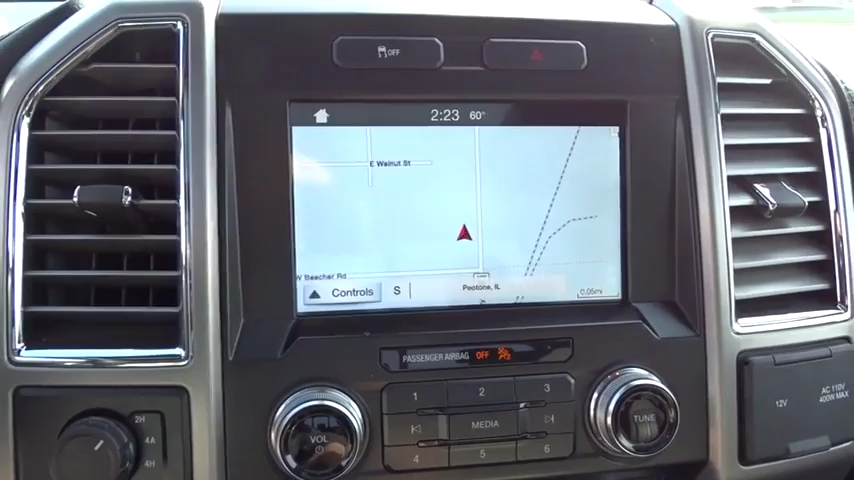 OFF
2:23 60°
E Walnut St
W Beecher Rd
Controls S Peotone, IL 0.05mi
PASSENGER AIRBAG OFF
1 2 3
MEDIA
4 5 6
VOL
TUNE
2H
4A
4H
12V
AC 110V
400W MAX